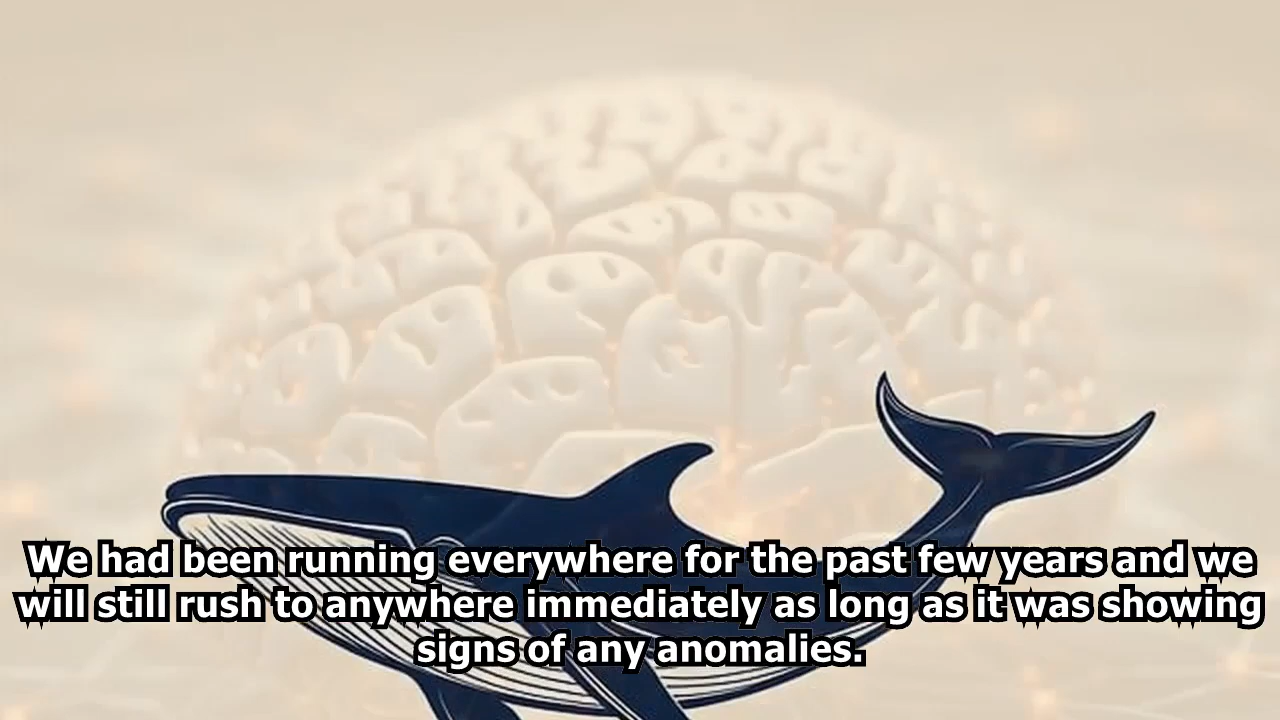 We had been running everywhere for the past few years and we
will still rush to anywhere immediately as long as it was showing
signs of any anomalies.